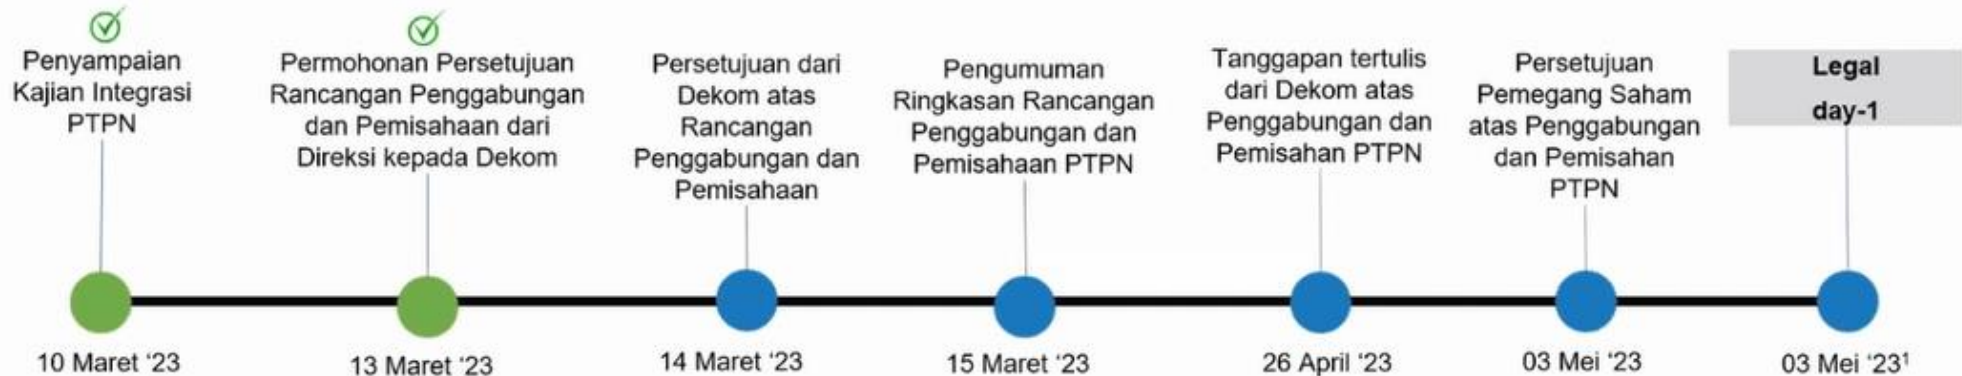 Penyampaian
Kajian Integrasi
PTPN
Permohonan Persetujuan
Rancangan Penggabungan
dan Pemisahaan dari
Direksi kepada Dekom
Persetujuan dari
Dekom atas
Rancangan
Penggabungan dan
Pemisahaan
Pengumuman
Ringkasan Rancangan
Penggabungan dan
Pemisahaan PTPN
Tanggapan tertulis
dari Dekom atas
Penggabungan dan
Pemisahan PTPN
Persetujuan
Pemegang Saham
atas Penggabungan
dan Pemisahan
PTPN
Legal
day-1
10 Maret ‘23
13 Maret ‘23
14 Maret ‘23
15 Maret ‘23
26 April ‘23
03 Mei ‘23
03 Mei ‘23¹